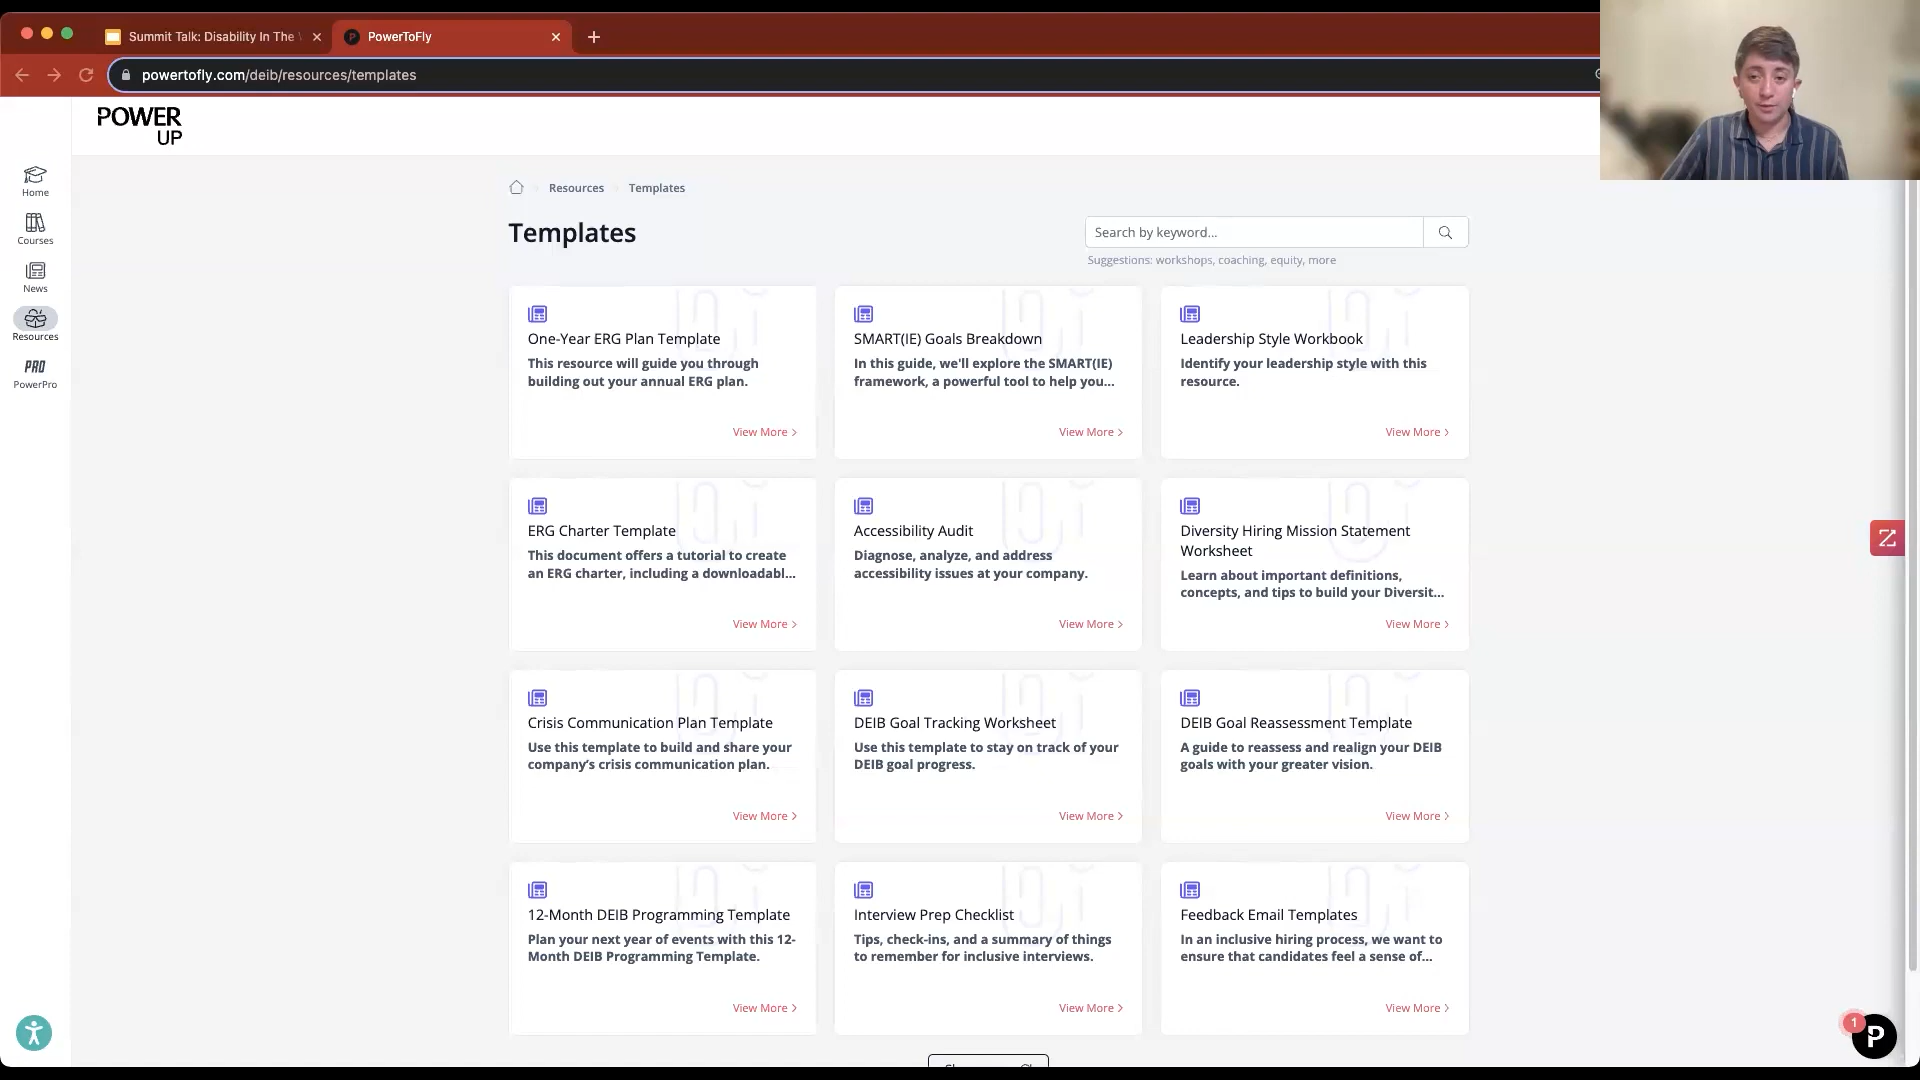 Summit Talk: Disability In The
PowerToFly
powertofly.com/deib/resources/templates
POWER
UP
Home
Courses
News
Resources
PRO
PowerPro
Resources
Templates
Templates
Search by keyword...
Suggestions: workshops, coaching, equity, more
One-Year ERG Plan Template
This resource will guide you through
building out your annual ERG plan.
View More >
SMART(IE) Goals Breakdown
In this guide, we'll explore the SMART(IE)
framework, a powerful tool to help you...
View More >
Leadership Style Workbook
Identify your leadership style with this
resource.
View More >
ERG Charter Template
This document offers a tutorial to create
an ERG charter, including a downloadabl...
View More >
Accessibility Audit
Diagnose, analyze, and address
accessibility issues at your company.
View More >
Diversity Hiring Mission Statement
Worksheet
Learn about important definitions,
concepts, and tips to build your Diversit...
View More >
Crisis Communication Plan Template
Use this template to build and share your
company's crisis communication plan.
View More >
DEIB Goal Tracking Worksheet
Use this template to stay on track of your
DEIB goal progress.
View More >
DEIB Goal Reassessment Template
A guide to reassess and realign your DEIB
goals with your greater vision.
View More >
12-Month DEIB Programming Template
Plan your next year of events with this 12-
Month DEIB Programming Template.
View More >
Interview Prep Checklist
Tips, check-ins, and a summary of things
to remember for inclusive interviews.
View More >
Feedback Email Templates
In an inclusive hiring process, we want to
ensure that candidates feel a sense of...
View More >
1
P